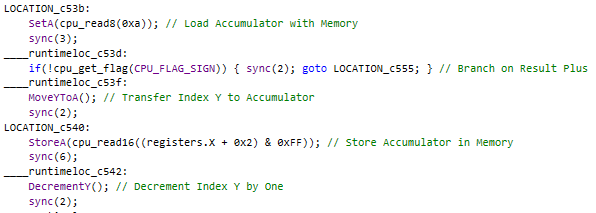 LOCATION_c53b:
SetA(cpu_read8(0xa)); // Load Accumulator with Memory
sync(3);
____runtimeloc_c53d:
if(!cpu_get_flag(CPU_FLAG_SIGN)) { sync(2); goto LOCATION_c555; } // Branch on Result Plus
____runtimeloc_c53f:
MoveYToA(); // Transfer Index Y to Accumulator
sync(2);
LOCATION_c540:
StoreA(cpu_read16((registers.X + 0x2) & 0xFF)); // Store Accumulator in Memory
sync(6);
____runtimeloc_c542:
DecrementY(); // Decrement Index Y by One
sync(2);